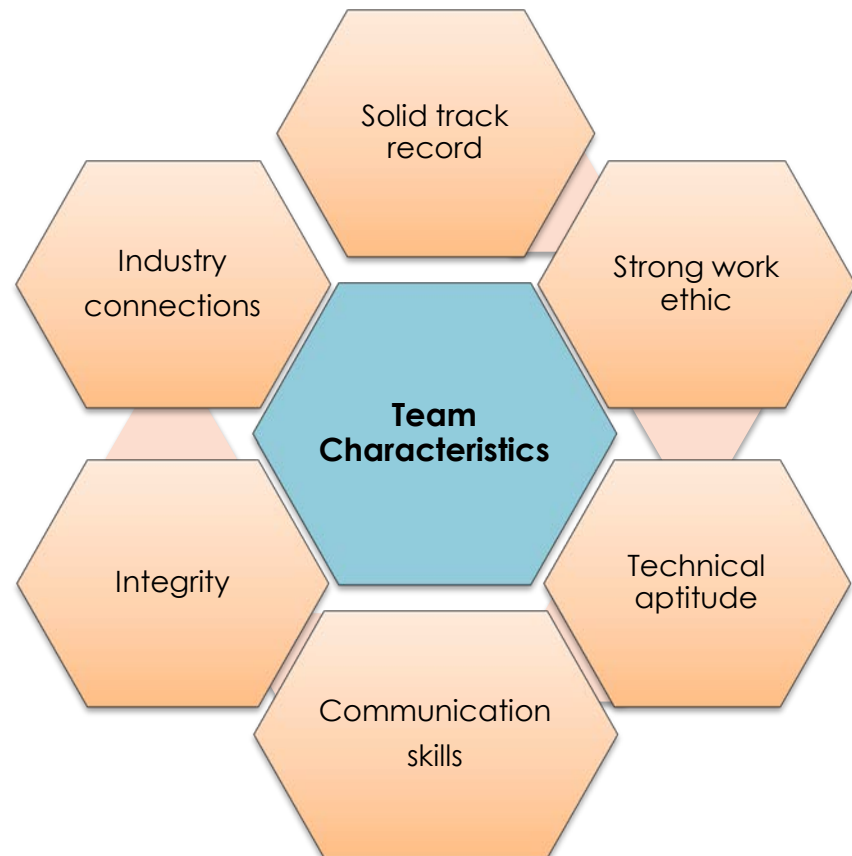 Solid track
record
Strong work
ethic
Technical
aptitude
Communication
skills
Integrity
Industry
connections
Team
Characteristics